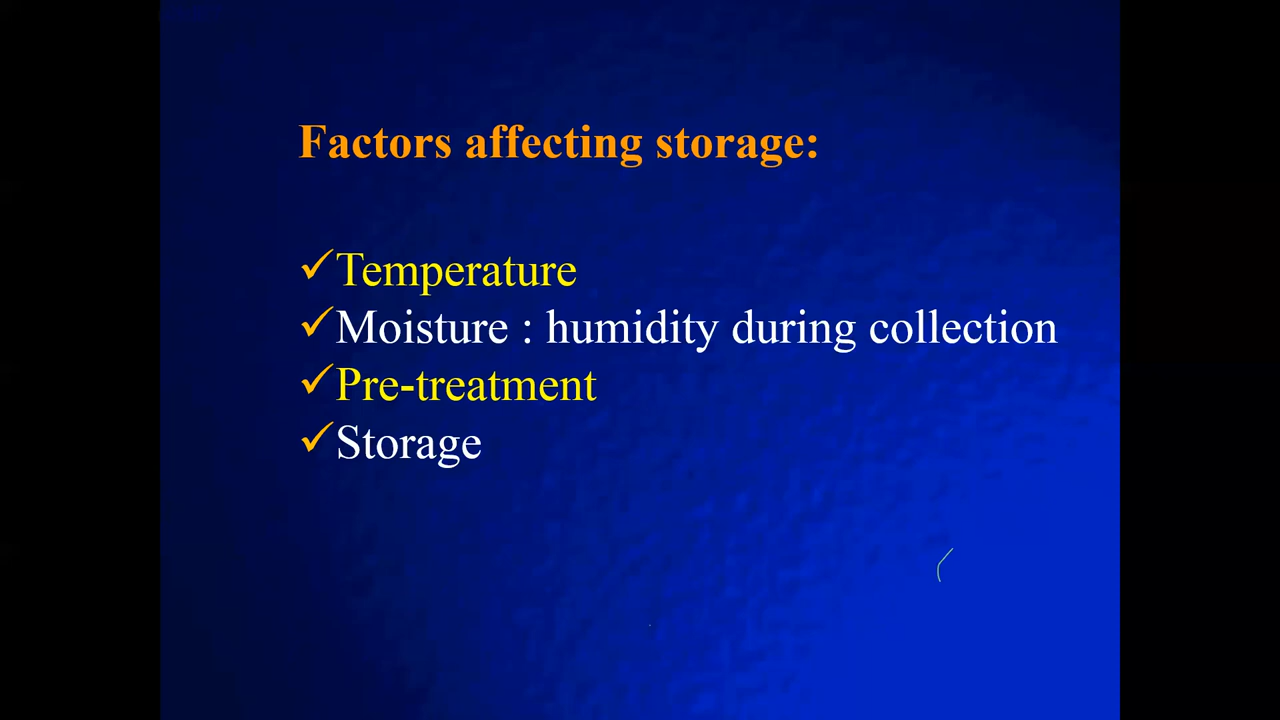 Factors affecting storage:
✓Temperature
✓Moisture : humidity during collection
✓Pre-treatment
✓Storage